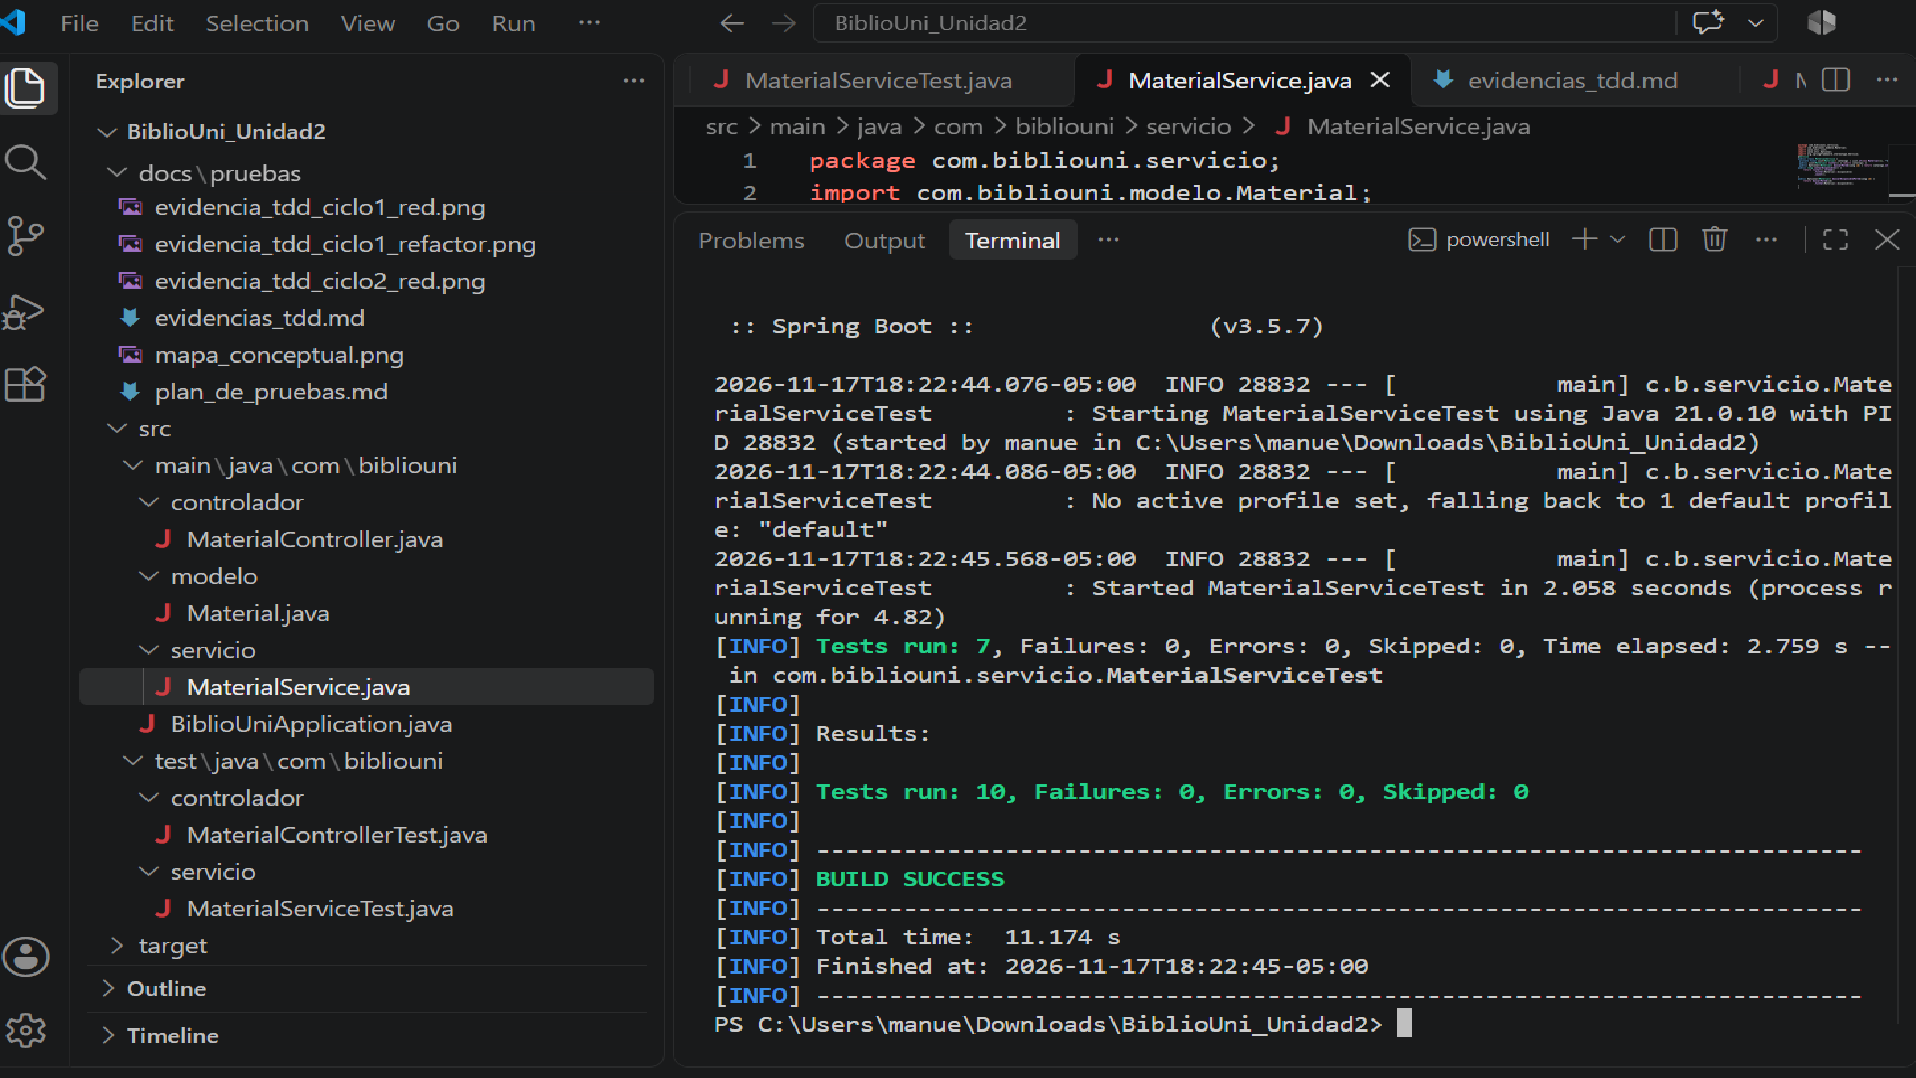 File Edit Selection View Go Run ···
BiblioUni_Unidad2
Explorer
BiblioUni_Unidad2
docs\pruebas
evidencia_tdd_ciclo1_red.png
evidencia_tdd_ciclo1_refactor.png
evidencia_tdd_ciclo2_red.png
evidencias_tdd.md
mapa_conceptual.png
plan_de_pruebas.md
src
main\java\com\bibliouni
controlador
J MaterialController.java
modelo
J Material.java
servicio
J MaterialService.java
J BiblioUniApplication.java
test\java\com\bibliouni
controlador
J MaterialControllerTest.java
servicio
J MaterialServiceTest.java
target
Outline
Timeline
J MaterialServiceTest.java J MaterialService.java evidencias_tdd.md J
src > main > java > com > bibliouni > servicio > J MaterialService.java
1 package com.bibliouni.servicio;
2 import com.bibliouni.modelo.Material;
Problems Output Terminal ··· powershell
:: Spring Boot :: (v3.5.7)
2026-11-17T18:22:44.076-05:00 INFO 28832 --- [ main] c.b.servicio.Mate
rialServiceTest : Starting MaterialServiceTest using Java 21.0.10 with PI
D 28832 (started by manue in C:\Users\manue\Downloads\BiblioUni_Unidad2)
2026-11-17T18:22:44.086-05:00 INFO 28832 --- [ main] c.b.servicio.Mate
rialServiceTest : No active profile set, falling back to 1 default profil
e: "default"
2026-11-17T18:22:45.568-05:00 INFO 28832 --- [ main] c.b.servicio.Mate
rialServiceTest : Started MaterialServiceTest in 2.058 seconds (process r
unning for 4.82)
[INFO] Tests run: 7, Failures: 0, Errors: 0, Skipped: 0, Time elapsed: 2.759 s --
in com.bibliouni.servicio.MaterialServiceTest
[INFO]
[INFO] Results:
[INFO]
[INFO] Tests run: 10, Failures: 0, Errors: 0, Skipped: 0
[INFO]
[INFO] ------------------------------------------------------------------------
[INFO] BUILD SUCCESS
[INFO] ------------------------------------------------------------------------
[INFO] Total time:  11.174 s
[INFO] Finished at: 2026-11-17T18:22:45-05:00
[INFO] ------------------------------------------------------------------------
PS C:\Users\manue\Downloads\BiblioUni_Unidad2>